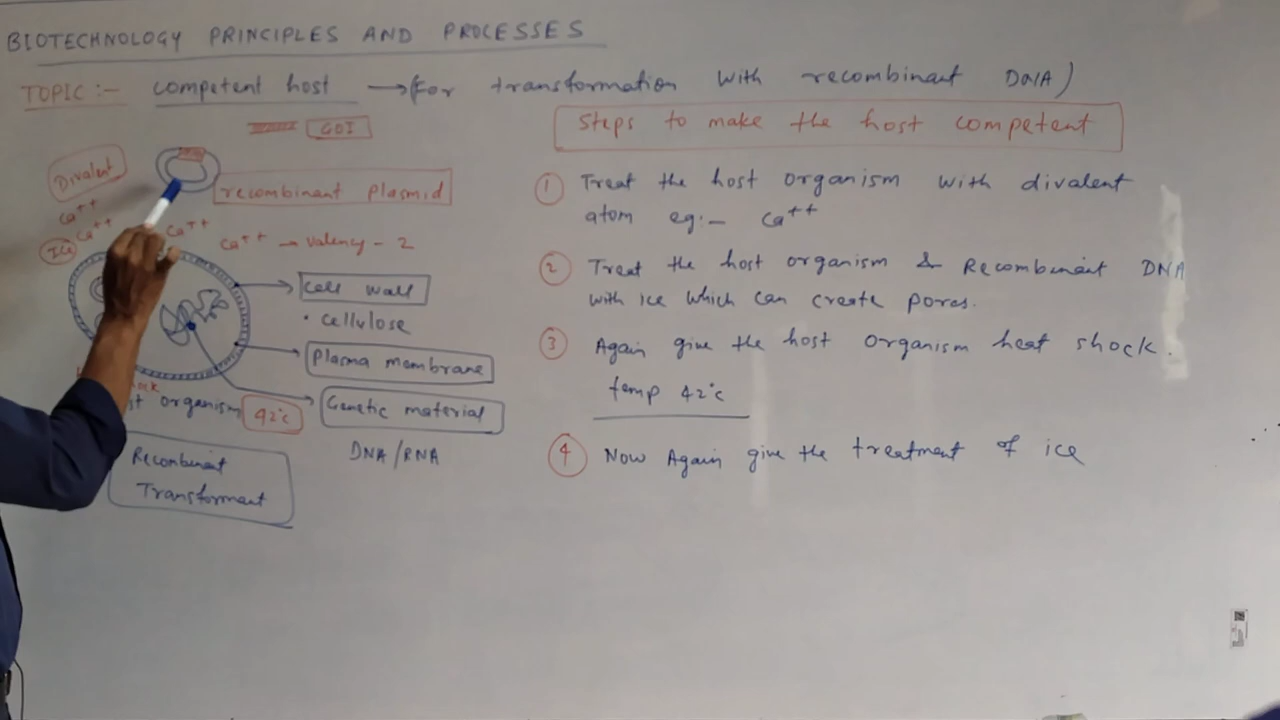 BIOTECHNOLOGY PRINCIPLES AND PROCESSES
TOPIC :- competent host → (For transformation with recombinant DNA)
GOI
Divalent
recombinant plasmid
Ca++
Ca++
Ca++
Ice
Ca++ → valency - 2
Cell wall
• cellulose
Plasma membrane
organism
42°c
Genetic material
DNA/RNA
Recombinant
Transformant
Steps to make the host competent
1 Treat the host organism with divalent
atom eg:- Ca++
2 Treat the host organism & Recombinant DNA
with ice which can create pores.
3 Again give the host organism heat shock.
temp 42°c
4 Now Again give the treatment of ice